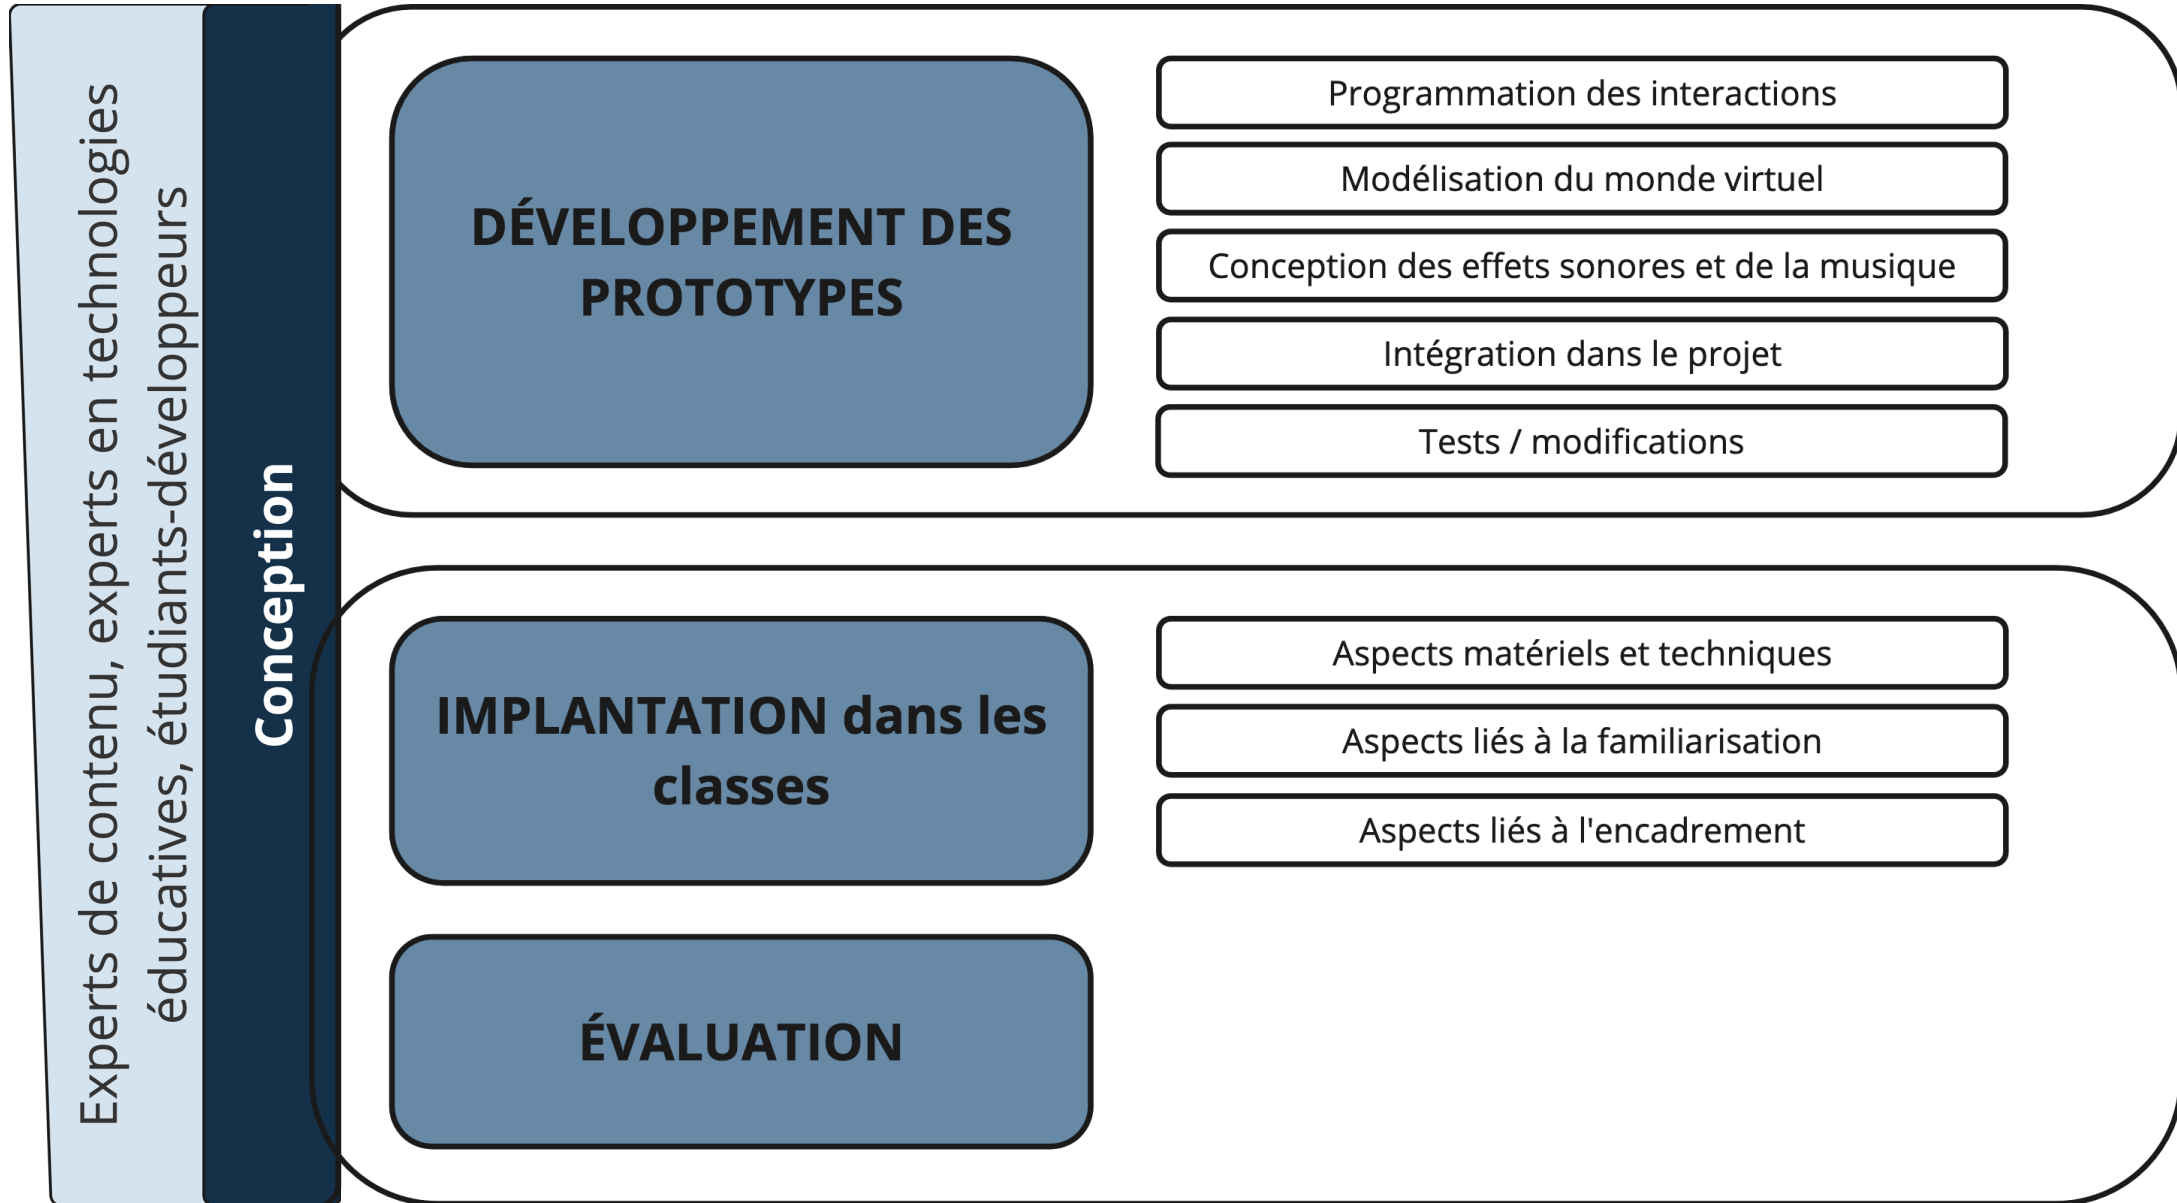 Experts de contenu, experts en technologies
éducatives, étudiants-développeurs
Conception
DÉVELOPPEMENT DES
PROTOTYPES
Programmation des interactions
Modélisation du monde virtuel
Conception des effets sonores et de la musique
Intégration dans le projet
Tests / modifications
IMPLANTATION dans les
classes
Aspects matériels et techniques
Aspects liés à la familiarisation
Aspects liés à l'encadrement
ÉVALUATION